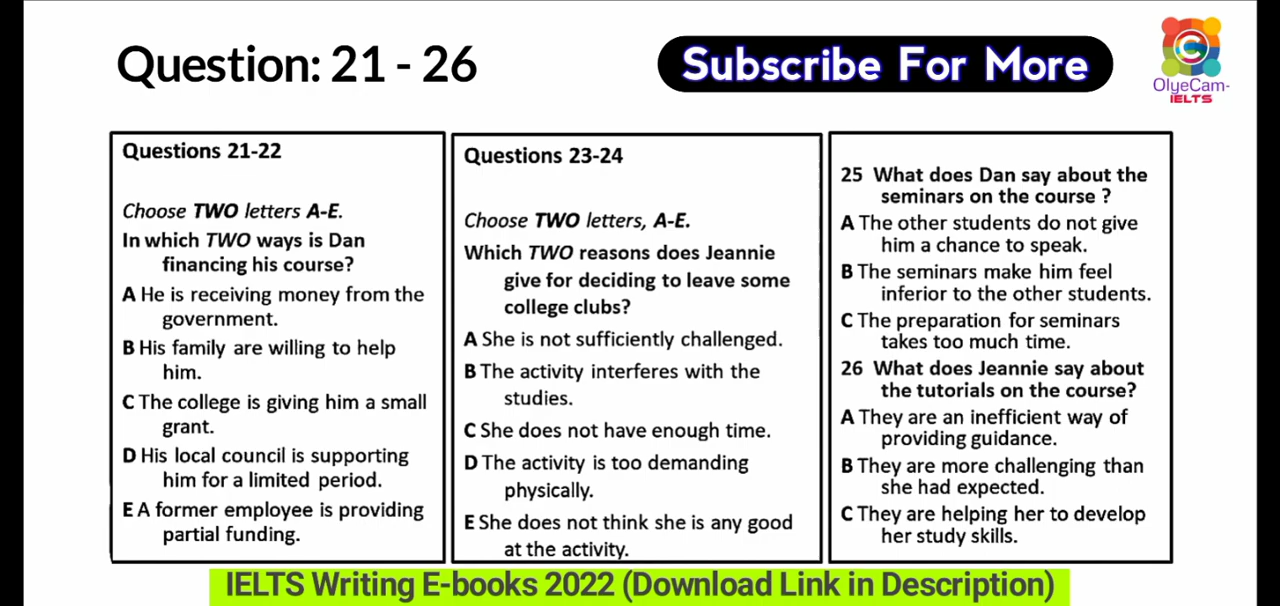 Question: 21 - 26
Subscribe For More
OlyeCam-
IELTS
Questions 21-22
Choose TWO letters A-E.
In which TWO ways is Dan
financing his course?
A He is receiving money from the
government.
B His family are willing to help
him.
C The college is giving him a small
grant.
D His local council is supporting
him for a limited period.
E A former employee is providing
partial funding.
Questions 23-24
Choose TWO letters, A-E.
Which TWO reasons does Jeannie
give for deciding to leave some
college clubs?
A She is not sufficiently challenged.
B The activity interferes with the
studies.
C She does not have enough time.
D The activity is too demanding
physically.
E She does not think she is any good
at the activity.
25 What does Dan say about the
seminars on the course ?
A The other students do not give
him a chance to speak.
B The seminars make him feel
inferior to the other students.
C The preparation for seminars
takes too much time.
26 What does Jeannie say about
the tutorials on the course?
A They are an inefficient way of
providing guidance.
B They are more challenging than
she had expected.
C They are helping her to develop
her study skills.
IELTS Writing E-books 2022 (Download Link in Description)